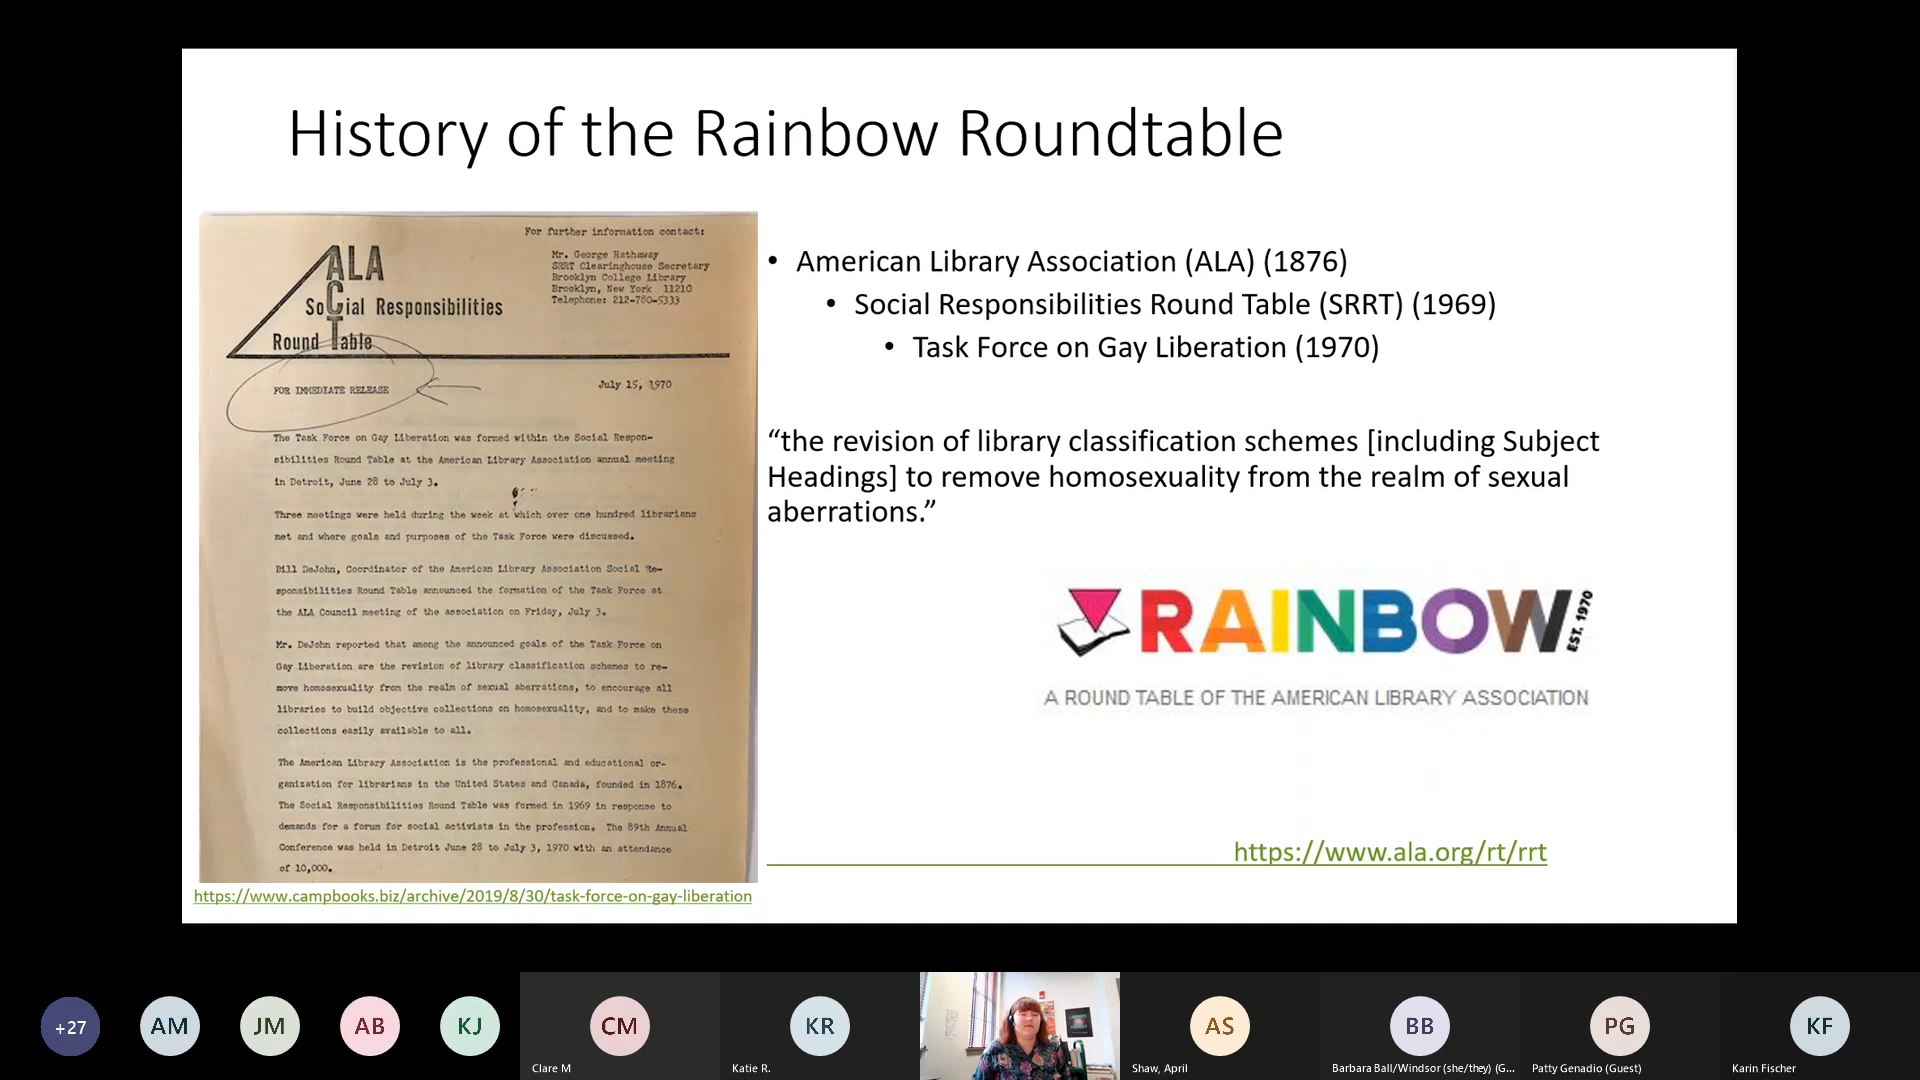 History of the Rainbow Roundtable
For further information contact:
Mr. George Hathaway
SRRT Clearinghouse Secretary
Brooklyn College Library
Brooklyn, New York 11210
Telephone: 212-780-5333
ALA
SoCial Responsibilities
Round Table
FOR IMMEDIATE RELEASE
July 15, 1970
The Task Force on Gay Liberation was formed within the Social Respon-
sibilities Round Table at the American Library Association annual meeting
in Detroit, June 28 to July 3.
Three meetings were held during the week at which over one hundred librarians
met and where goals and purposes of the Task Force were discussed.
Bill DeJohn, Coordinator of the American Library Association Social Re-
sponsibilities Round Table announced the formation of the Task Force at
the ALA Council meeting of the association on Friday, July 3.
Mr. DeJohn reported that among the announced goals of the Task Force on
Gay Liberation are the revision of library classification schemes to re-
move homosexuality from the realm of sexual aberrations, to encourage all
libraries to build objective collections on homosexuality, and to make these
collections easily available to all.
The American Library Association is the professional and educational or-
ganization for librarians in the United States and Canada, founded in 1876.
The Social Responsibilities Round Table was formed in 1969 in response to
demands for a forum for social activists in the profession. The 89th Annual
Conference was held in Detroit June 28 to July 3, 1970 with an attendance
of 10,000.
https://www.campbooks.biz/archive/2019/8/30/task-force-on-gay-liberation
• American Library Association (ALA) (1876)
• Social Responsibilities Round Table (SRRT) (1969)
• Task Force on Gay Liberation (1970)
“the revision of library classification schemes [including Subject
Headings] to remove homosexuality from the realm of sexual
aberrations.”
RAINBOW EST. 1970
A ROUND TABLE OF THE AMERICAN LIBRARY ASSOCIATION
https://www.ala.org/rt/rrt
+27
AM
JM
AB
KJ
CM
Clare M
KR
Katie R.
AS
Shaw, April
BB
Barbara Ball/Windsor (she/they) (G...
PG
Patty Genadio (Guest)
KF
Karin Fischer